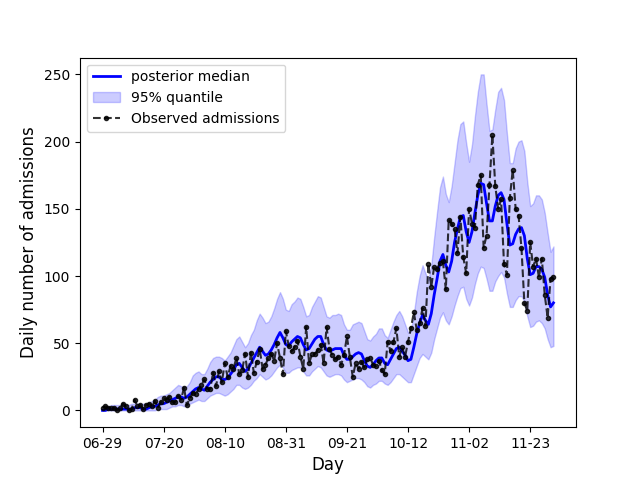 posterior median
95% quantile
Observed admissions
Daily number of admissions
250
200
150
100
50
0
06-29 07-20 08-10 08-31 09-21 10-12 11-02 11-23
Day